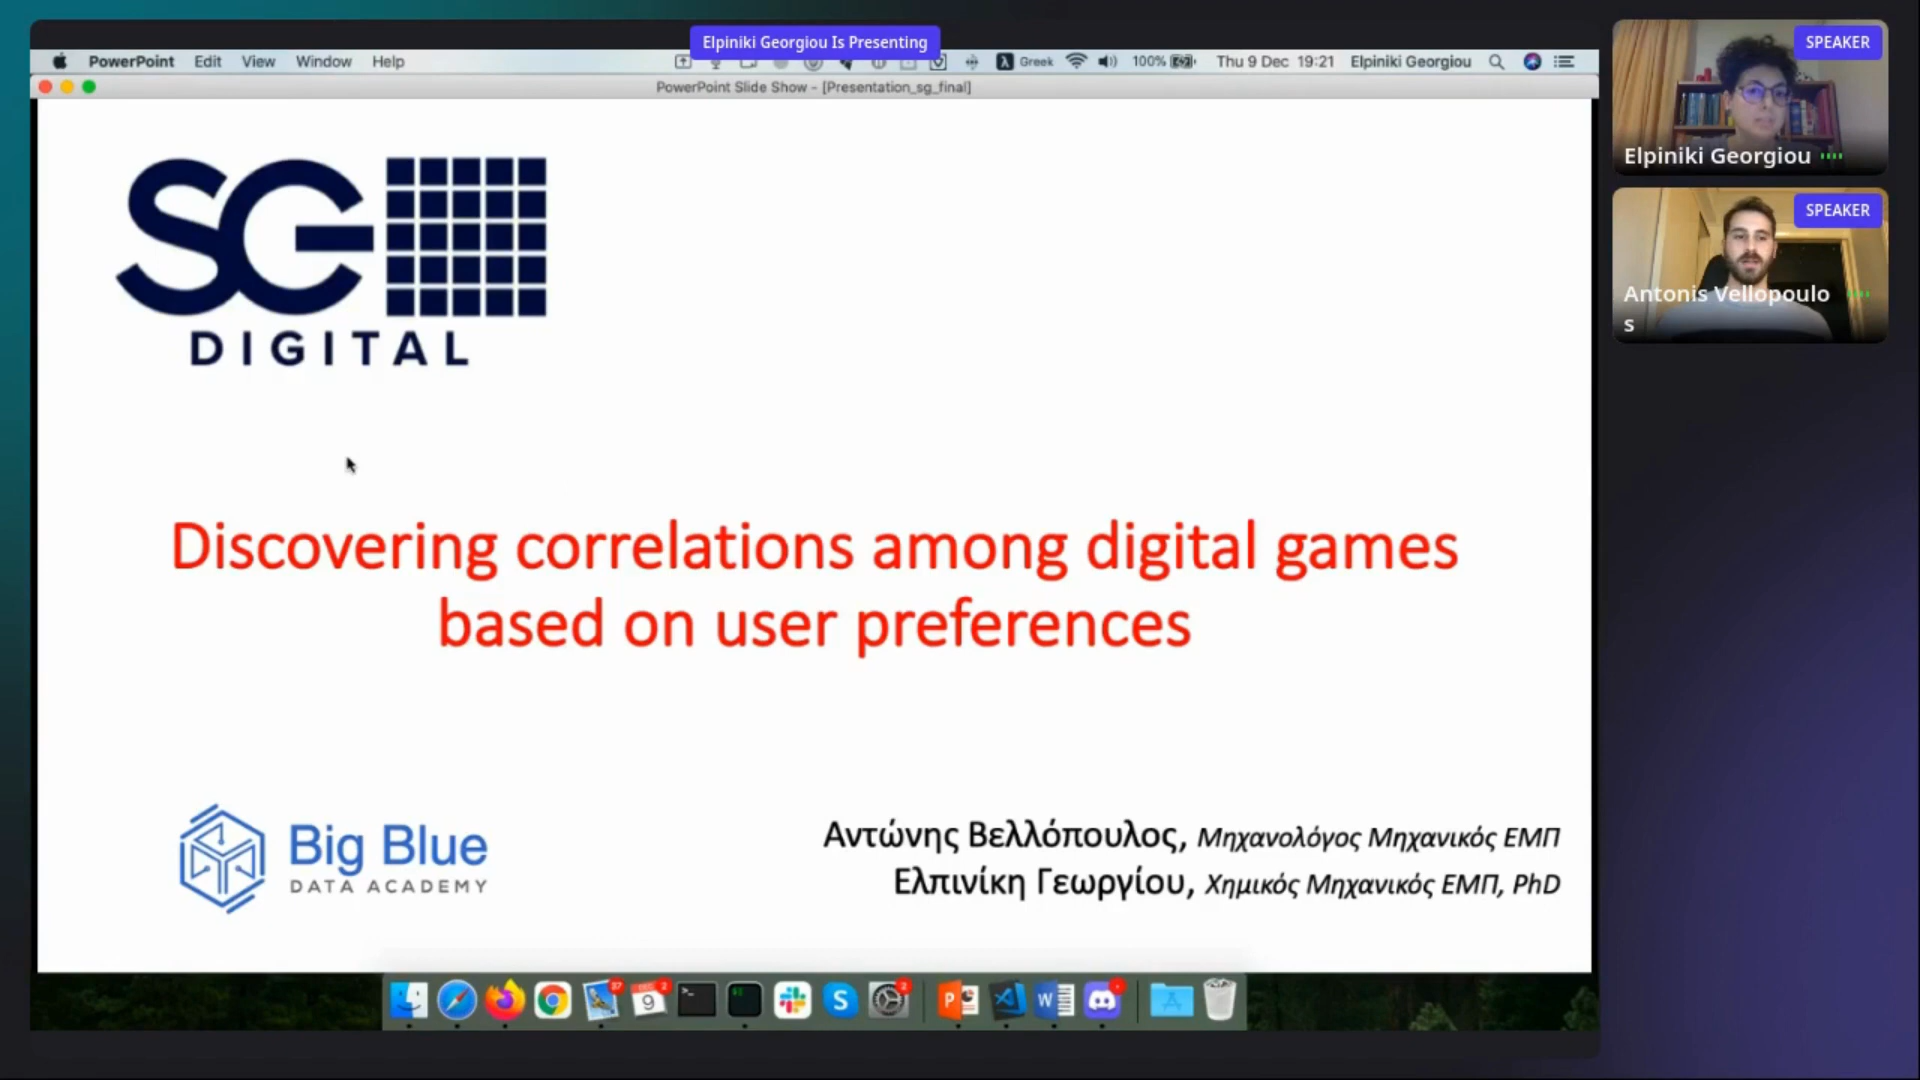 Elpiniki Georgiou Is Presenting
PowerPoint Edit View Window Help
Greek 100% Thu 9 Dec 19:21 Elpiniki Georgiou
PowerPoint Slide Show - [Presentation_sg_final]
SG
DIGITAL
Discovering correlations among digital games
based on user preferences
Big Blue
DATA ACADEMY
Αντώνης Βελλόπουλος, Μηχανολόγος Μηχανικός ΕΜΠ
Ελπινίκη Γεωργίου, Χημικός Μηχανικός ΕΜΠ, PhD
SPEAKER
Elpiniki Georgiou
SPEAKER
Antonis Vellopoulo
s